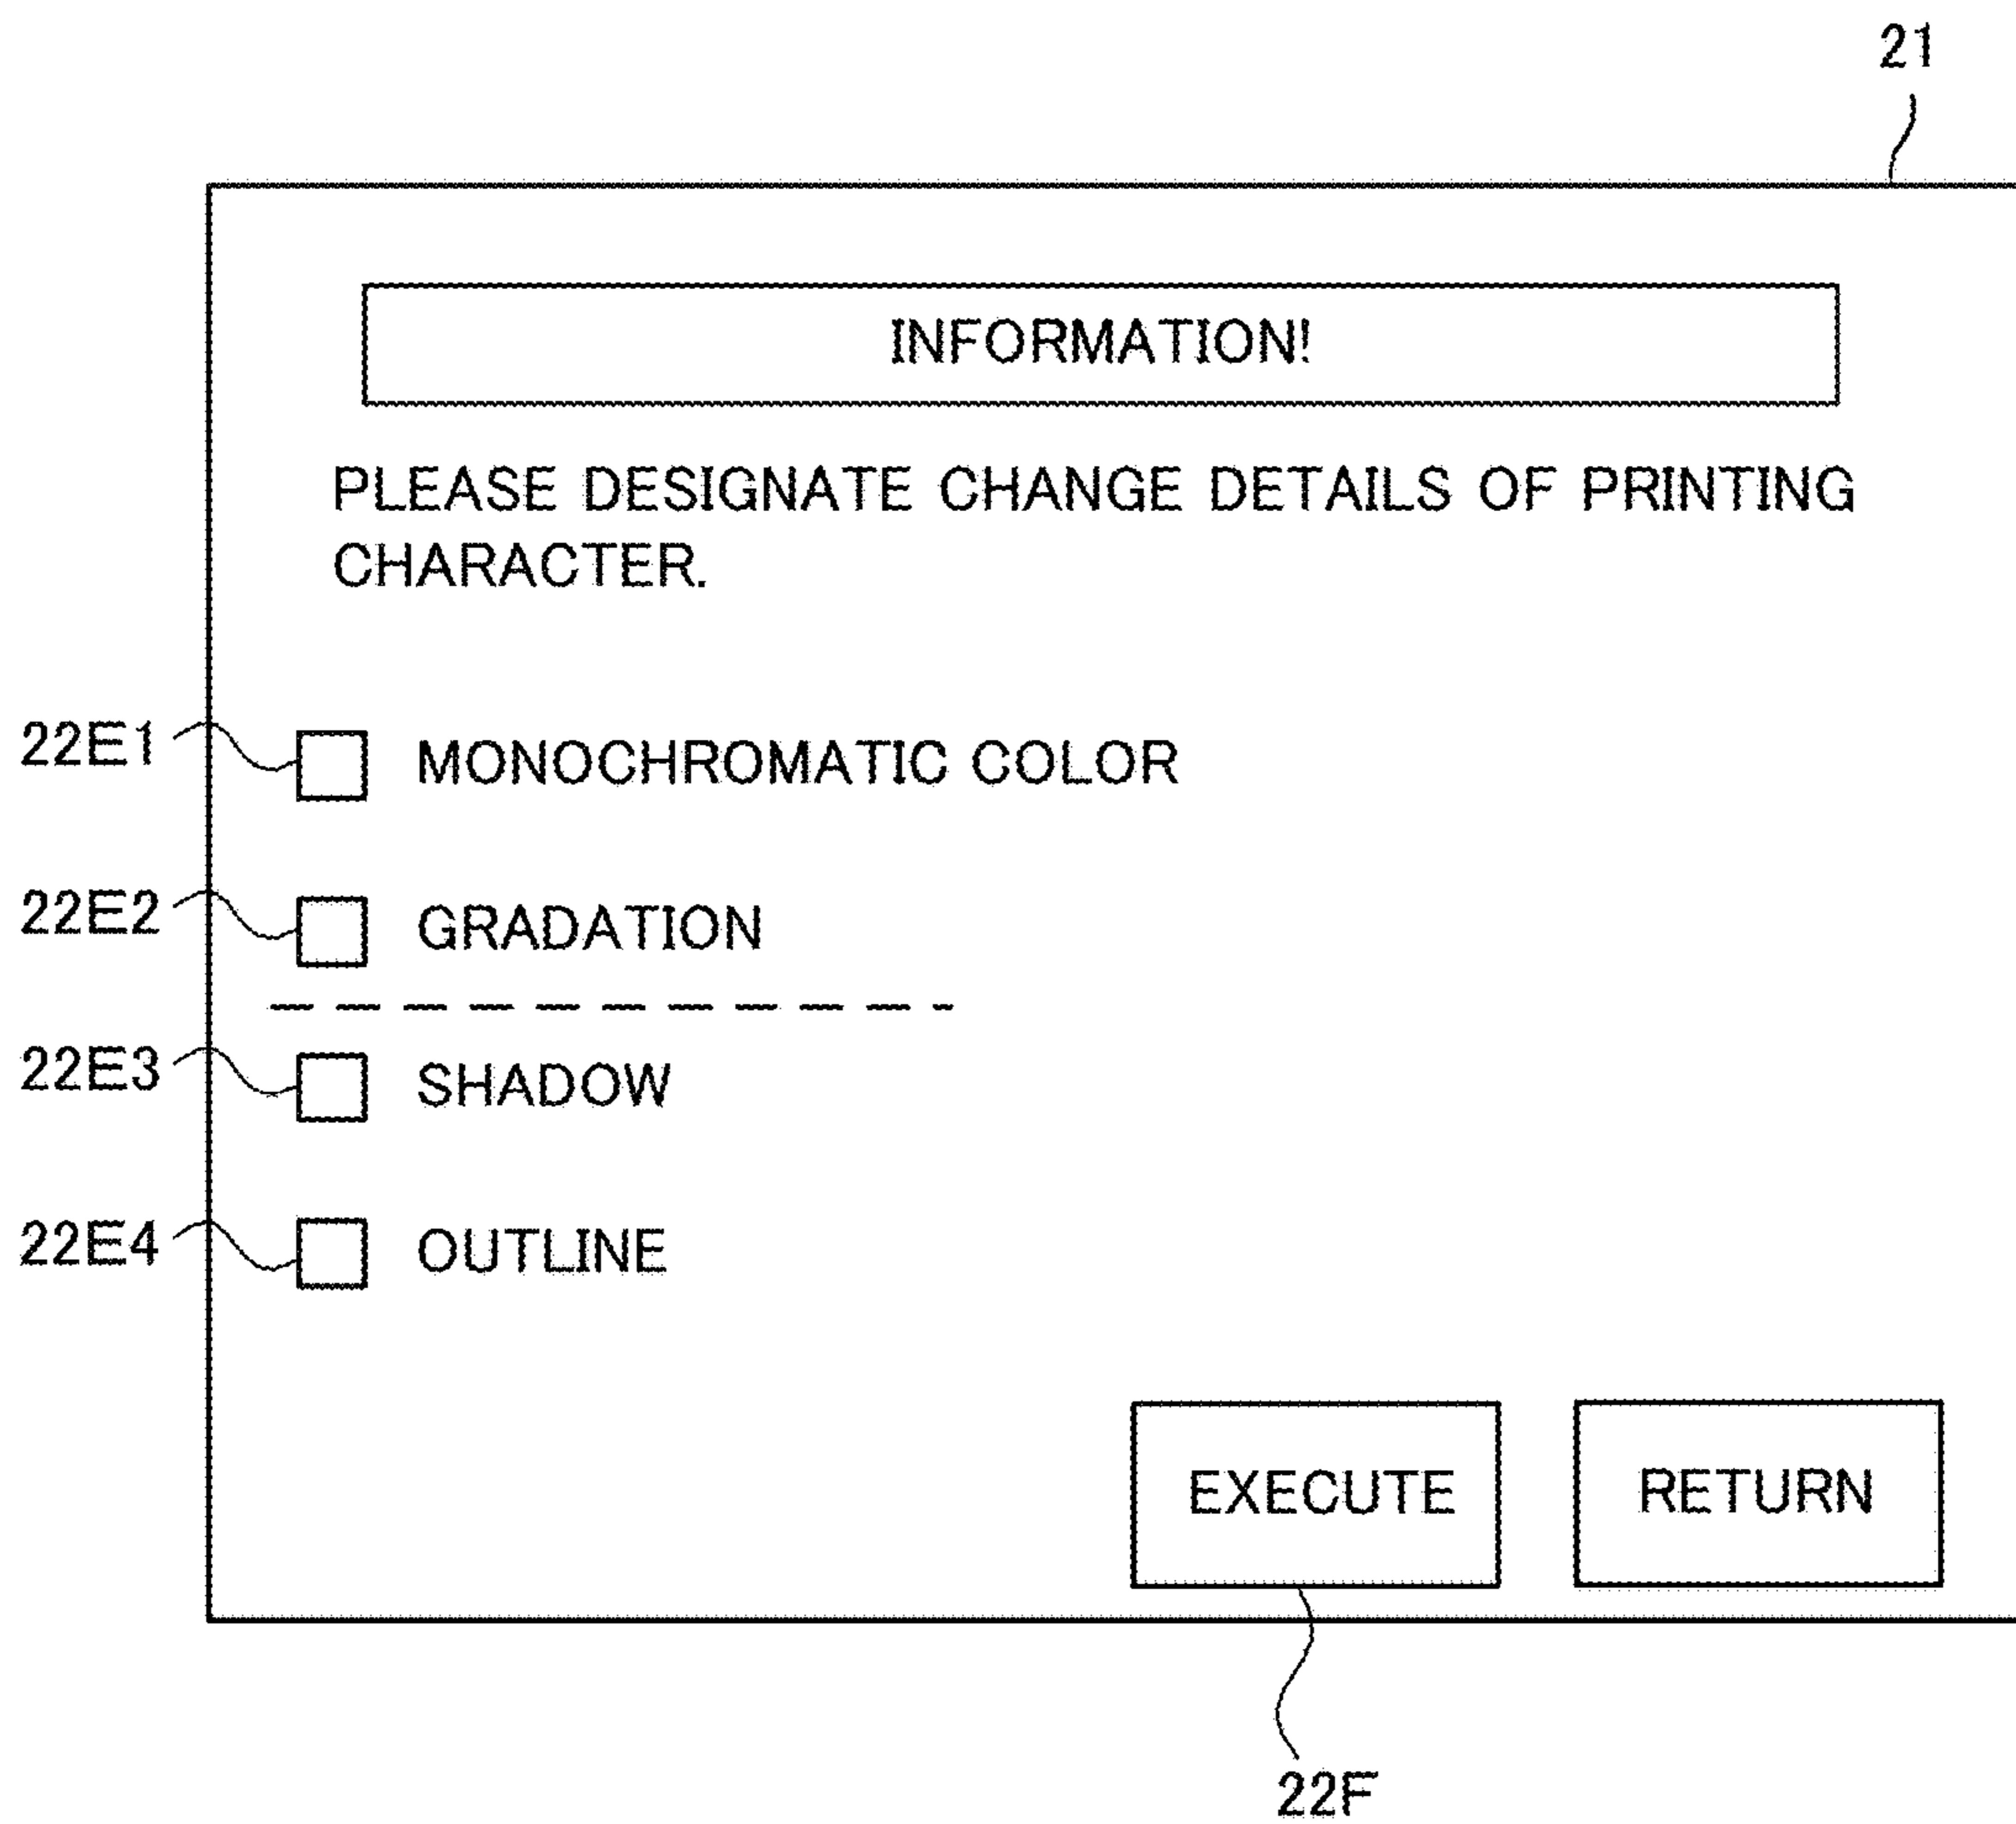 21
INFORMATION!
PLEASE DESIGNATE CHANGE DETAILS OF PRINTING
CHARACTER.
22E1 MONOCHROMATIC COLOR
22E2 GRADATION
22E3 SHADOW
22E4 OUTLINE
EXECUTE RETURN
22F